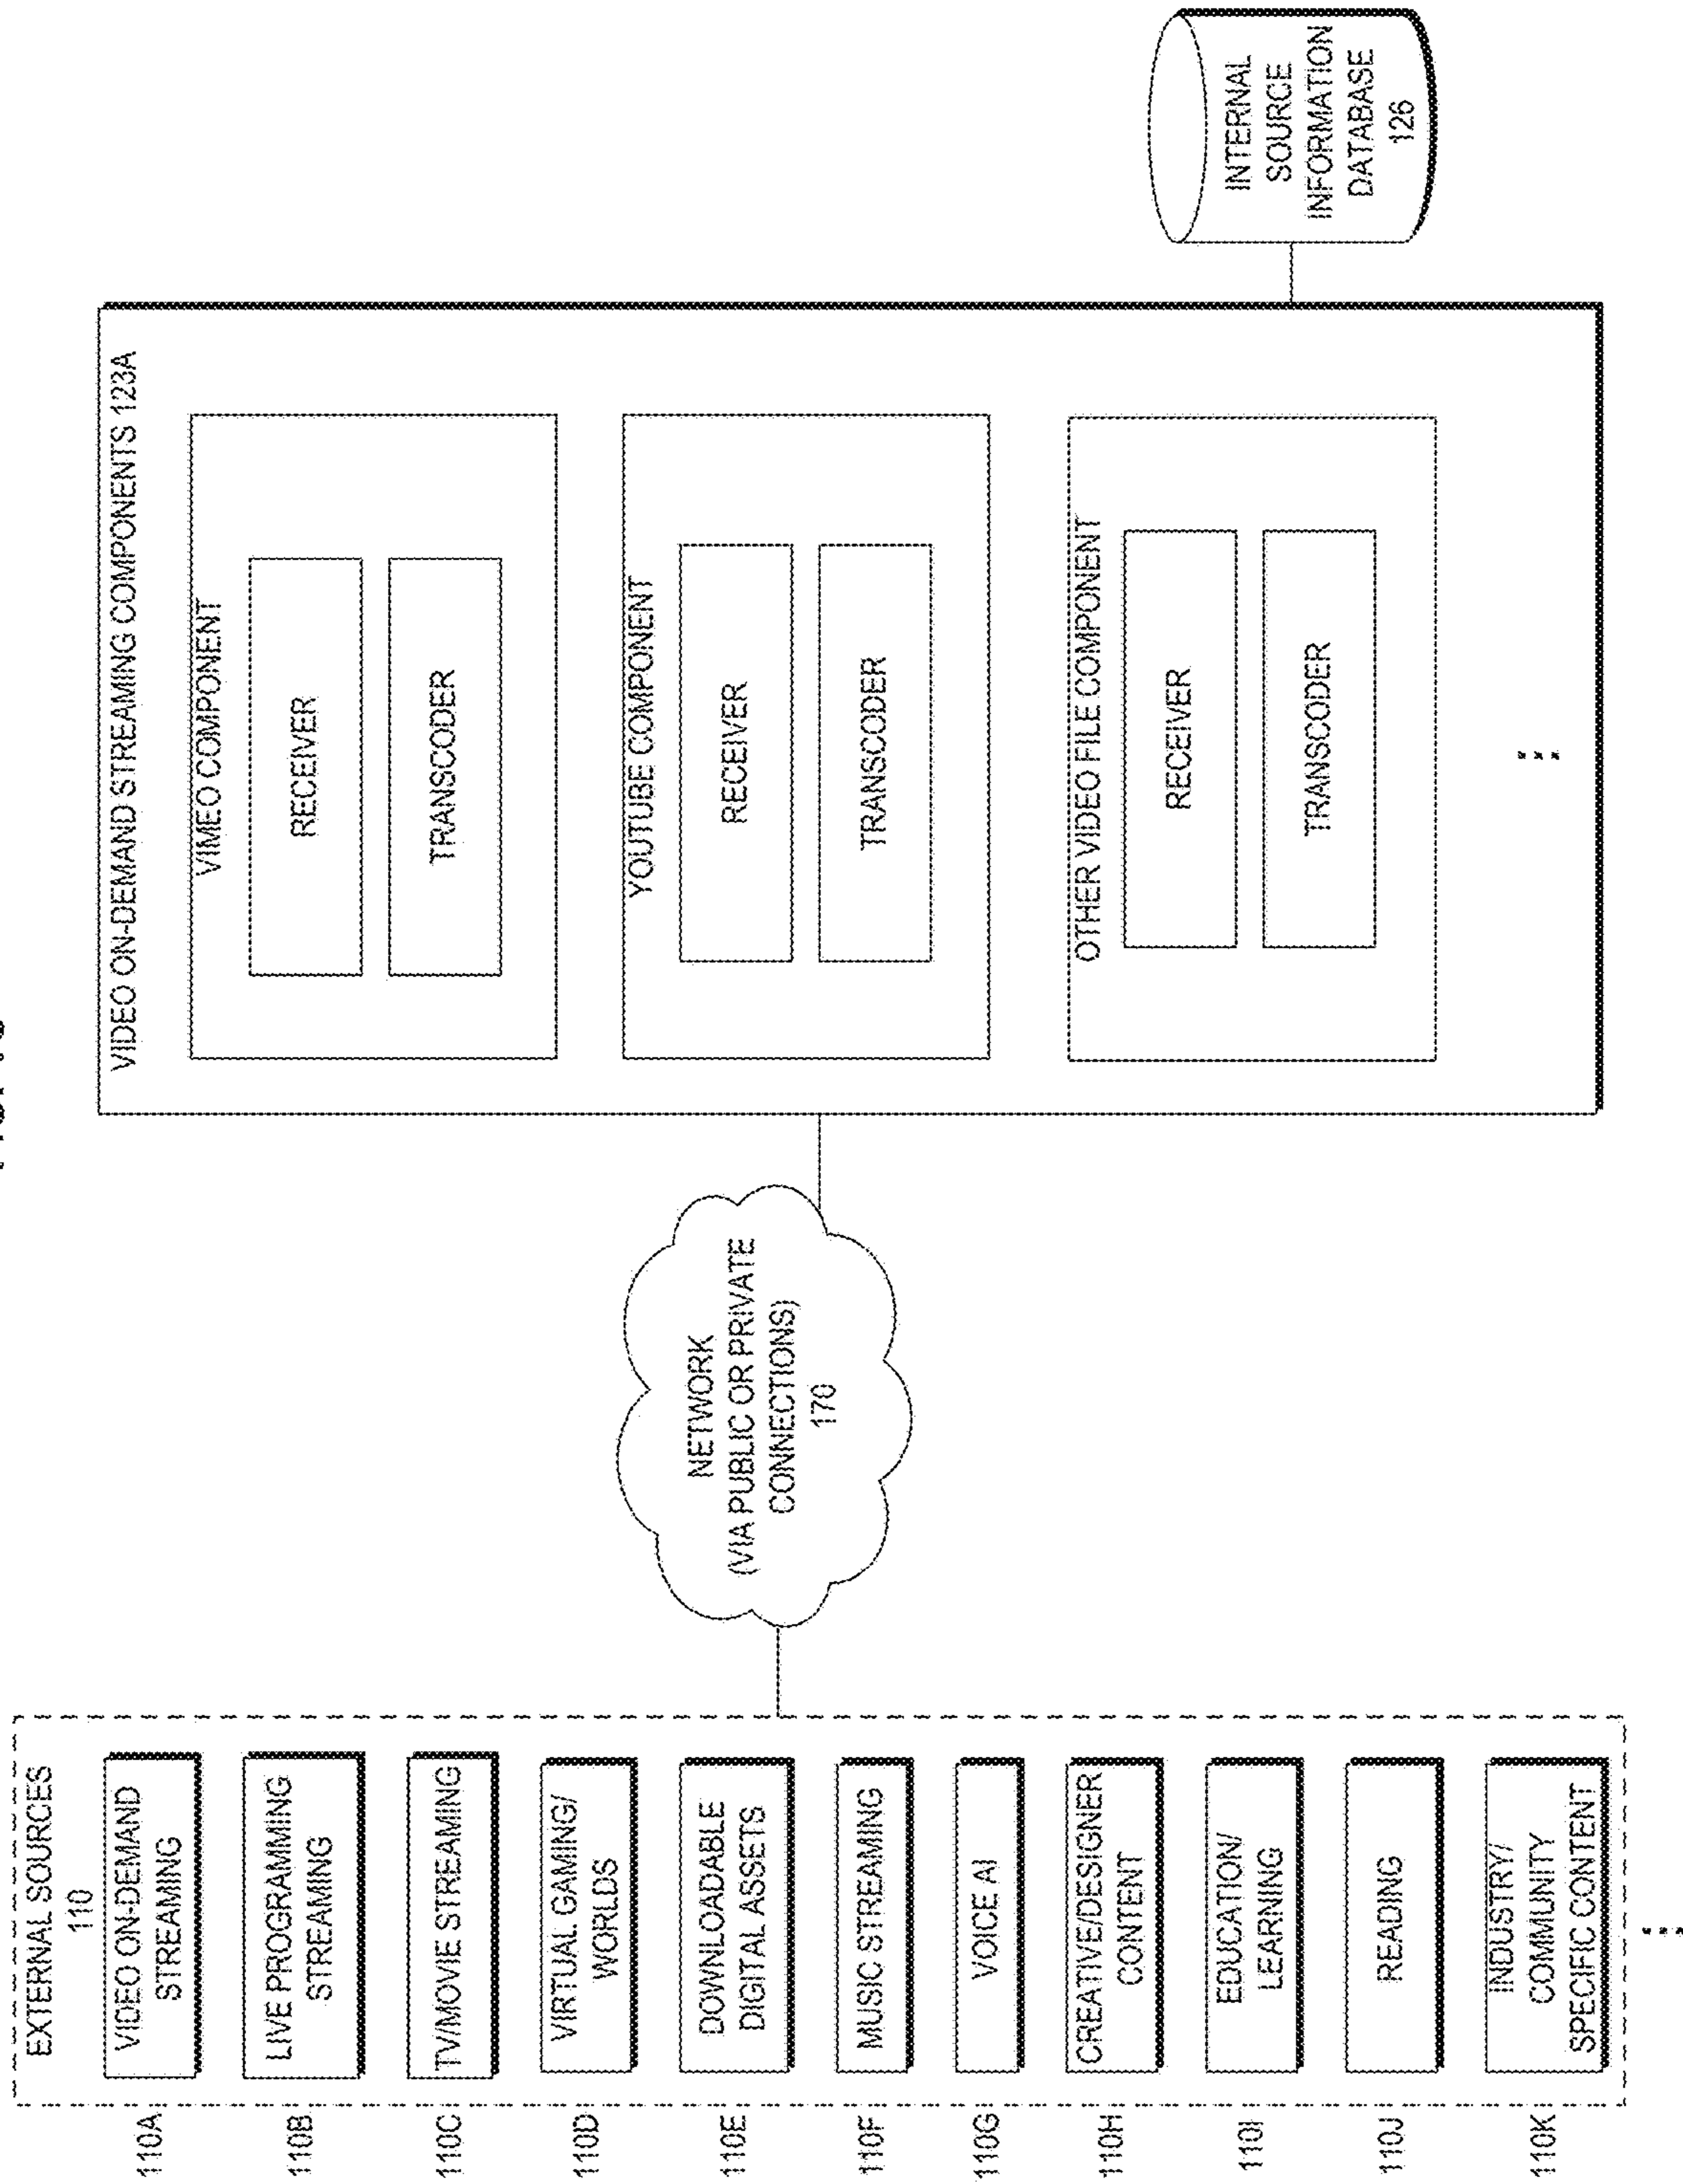 EXTERNAL SOURCES
110
110A
VIDEO ON-DEMAND
STREAMING
110B
LIVE PROGRAMMING
STREAMING
110C
TV/MOVIE STREAMING
110D
VIRTUAL GAMING/
WORLDS
110E
DOWNLOADABLE
DIGITAL ASSETS
110F
MUSIC STREAMING
110G
VOICE AI
110H
CREATIVE/DESIGNER
CONTENT
110I
EDUCATION/
LEARNING
110J
READING
110K
INDUSTRY/
COMMUNITY
SPECIFIC CONTENT
NETWORK
(VIA PUBLIC OR PRIVATE
CONNECTIONS)
170
VIDEO ON-DEMAND STREAMING COMPONENTS 123A
VIMEO COMPONENT
RECEIVER
TRANSCODER
YOUTUBE COMPONENT
RECEIVER
TRANSCODER
OTHER VIDEO FILE COMPONENT
RECEIVER
TRANSCODER
INTERNAL
SOURCE
INFORMATION
DATABASE
126